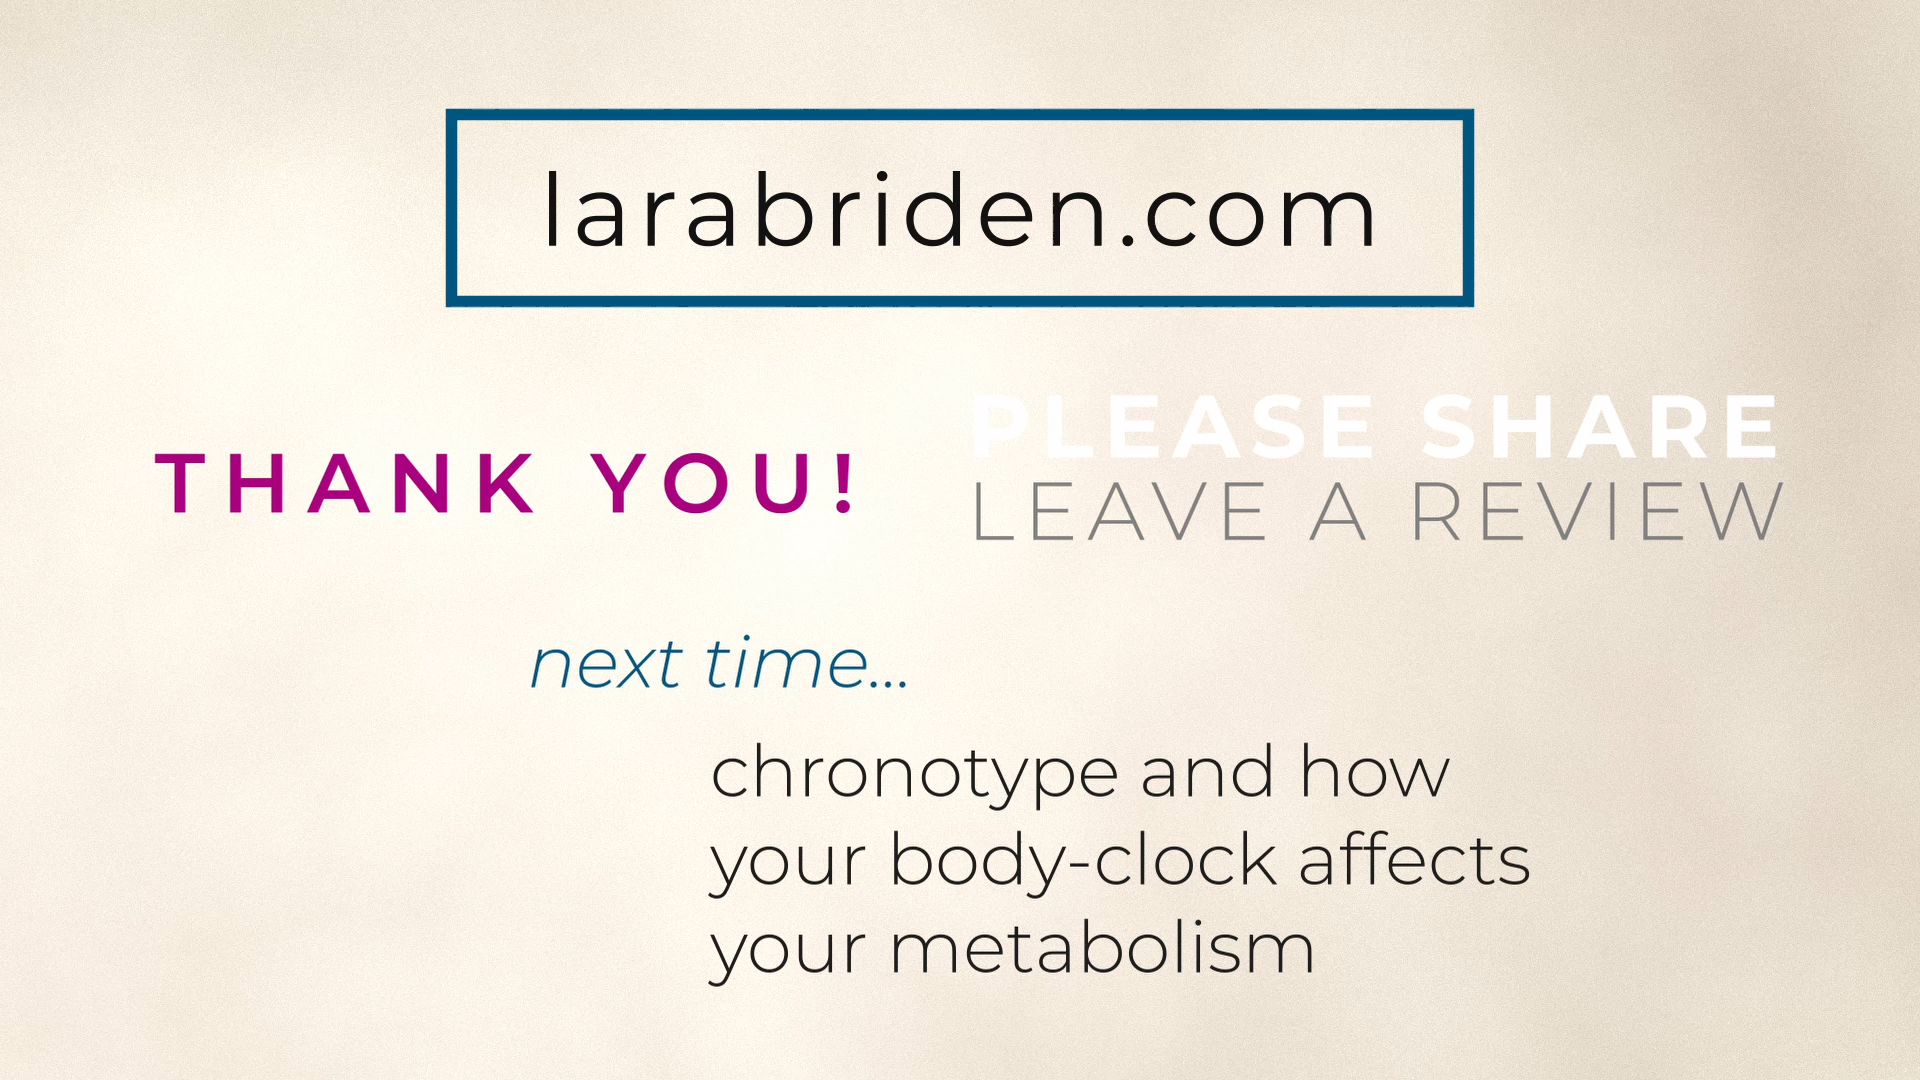 larabriden.com
THANK YOU!
PLEASE SHARE
LEAVE A REVIEW
next time...
chronotype and how
your body-clock affects
your metabolism